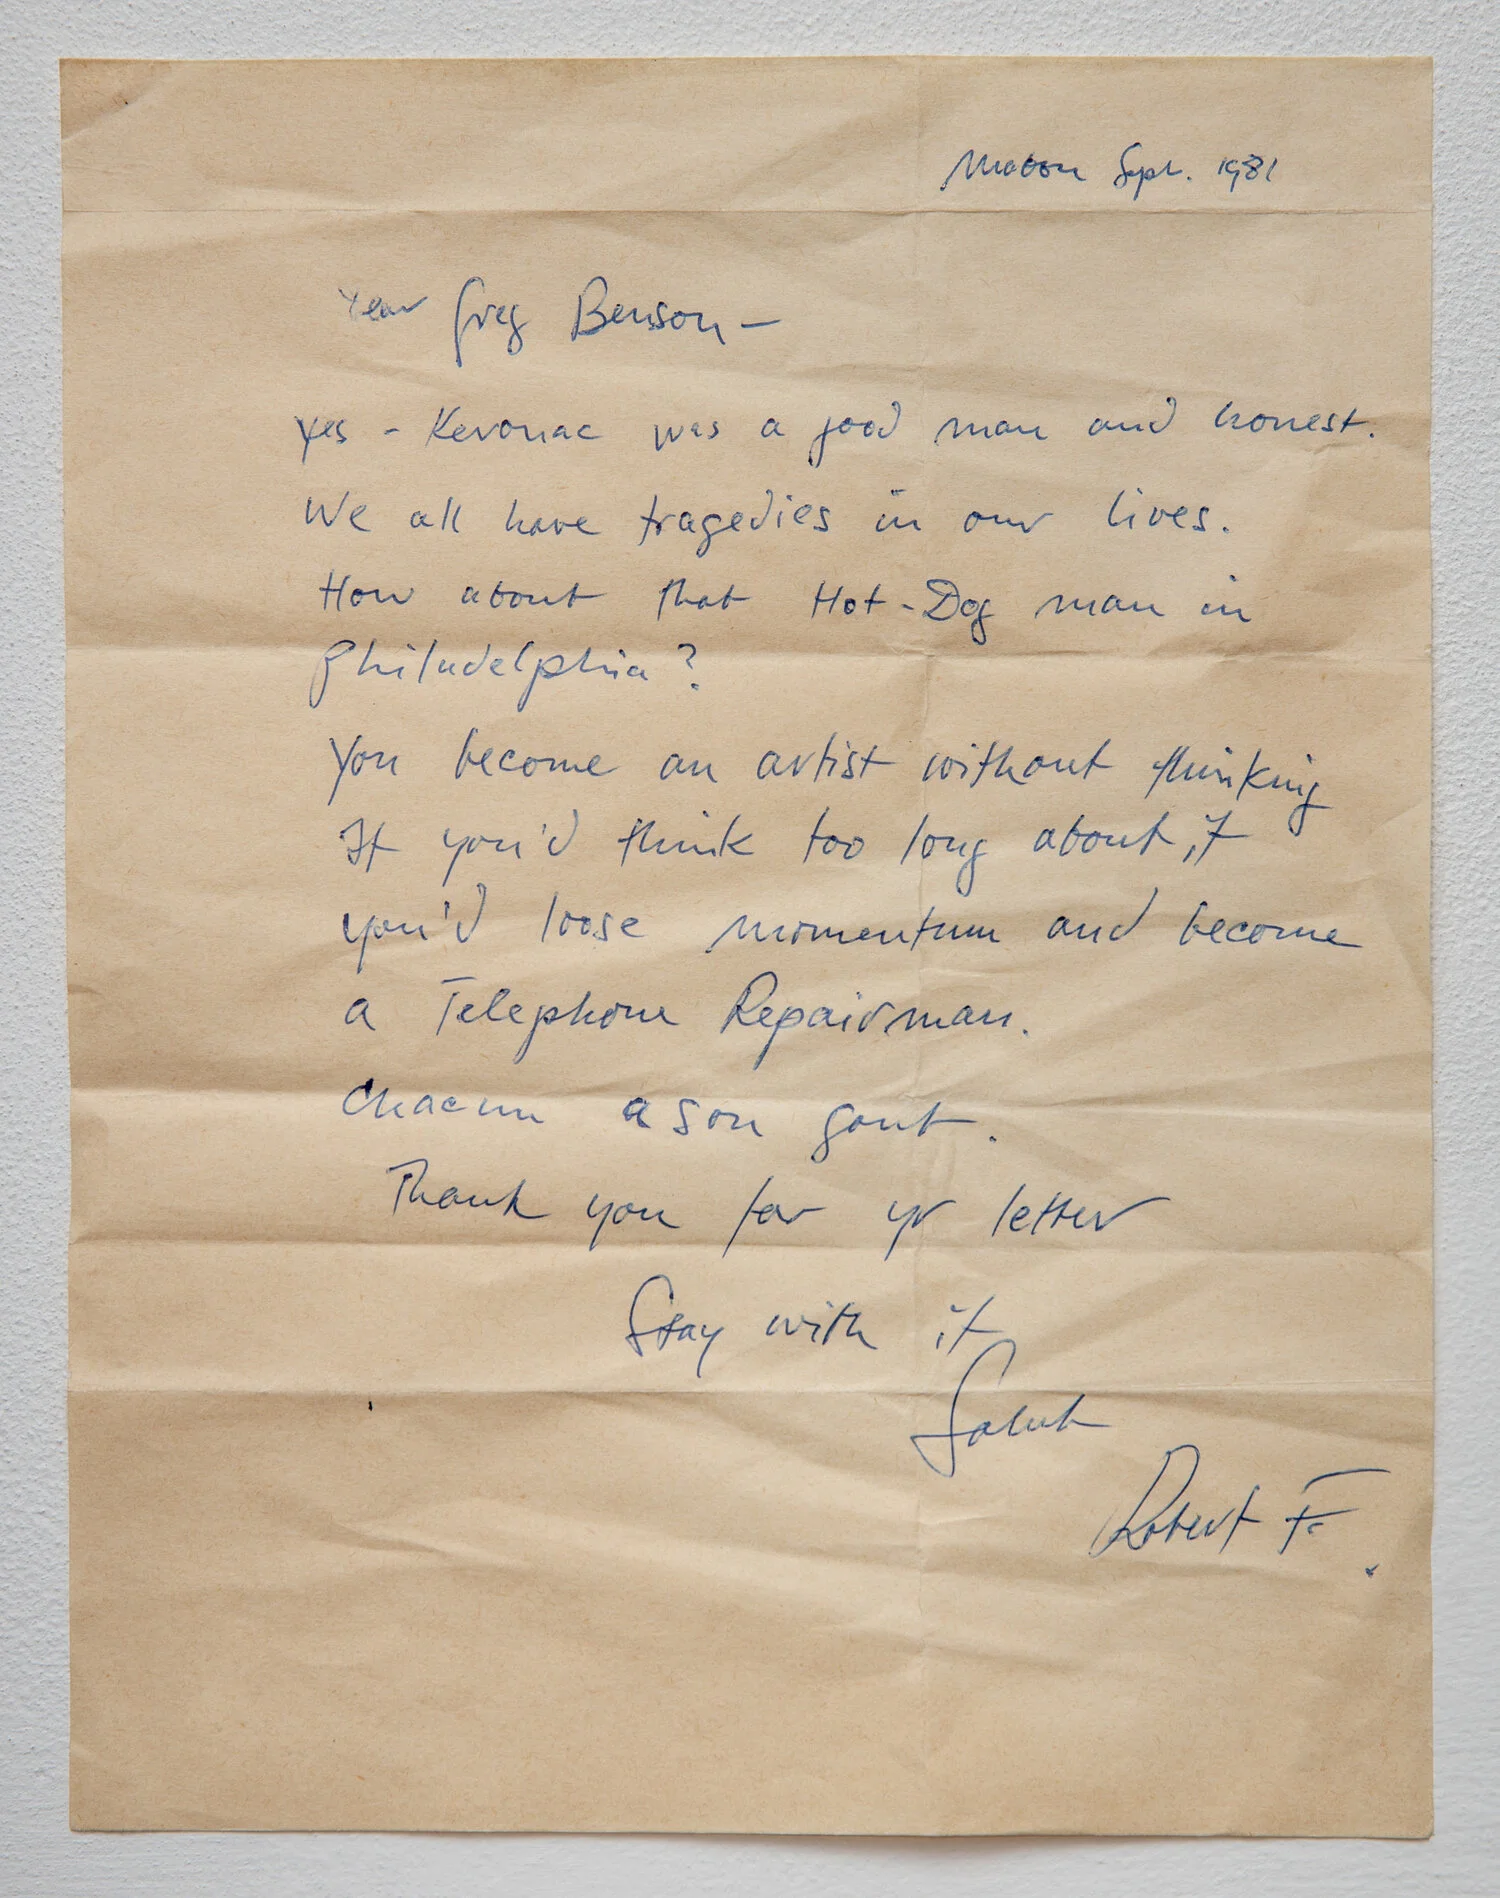 Mabou Sept. 1981
Dear Greg Benson —
Yes - Kerouac was a good man and honest.
We all have tragedies in our lives.
How about that Hot-Dog man in
Philadelphia?
You become an artist without thinking
If you'd think too long about it
you'd loose momentum and become
a Telephone Repairman.
Chacun a son gout.
Thank you for yr letter
Stay with it
Salut
Robert F.